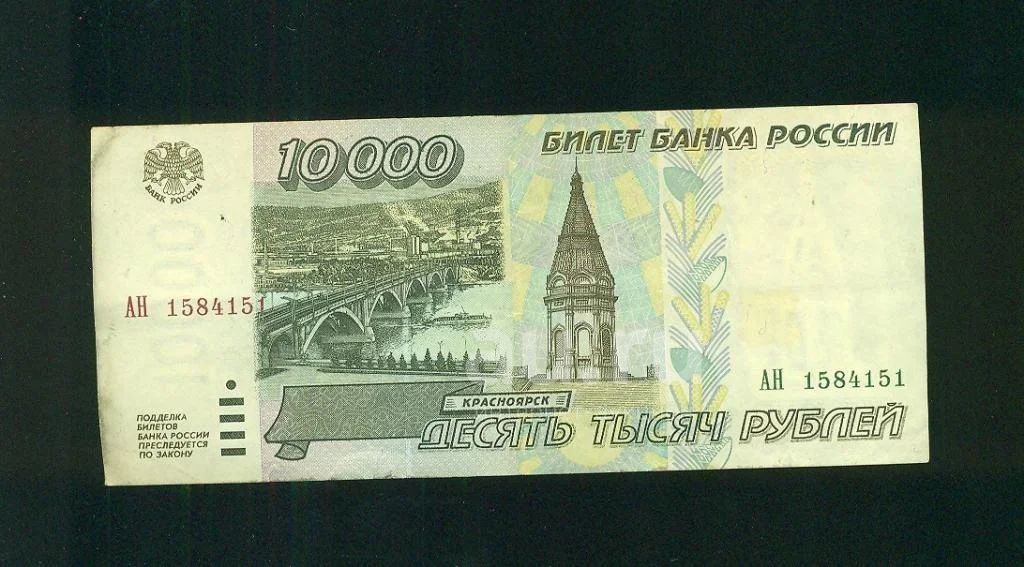 10 000
БИЛЕТ БАНКА РОССИИ
БАНК РОССИИ
АН 1584151
АН 1584151
КРАСНОЯРСК
ДЕСЯТЬ ТЫСЯЧ РУБЛЕЙ
ПОДДЕЛКА
БИЛЕТОВ
БАНКА РОССИИ
ПРЕСЛЕДУЕТСЯ
ПО ЗАКОНУ